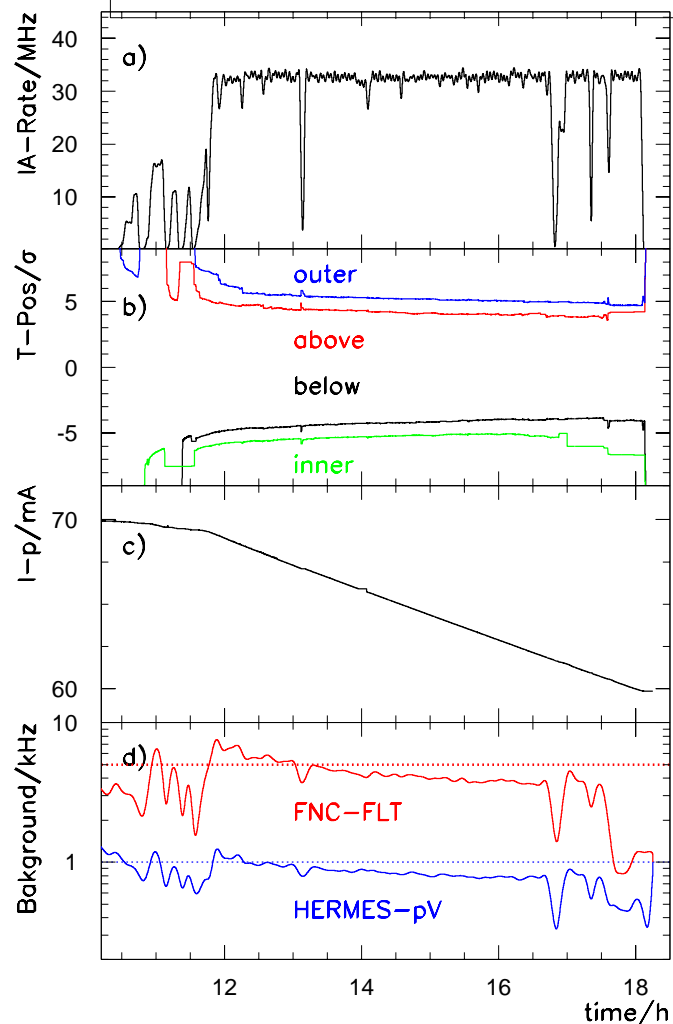 IA-Rate/MHz
a)
40
30
20
10
T-Pos/σ
b)
5
0
-5
outer
above
below
inner
I-p/mA
c)
70
60
Bakground/kHz
d)
10
1
FNC-FLT
HERMES-pV
12 14 16 18
time/h